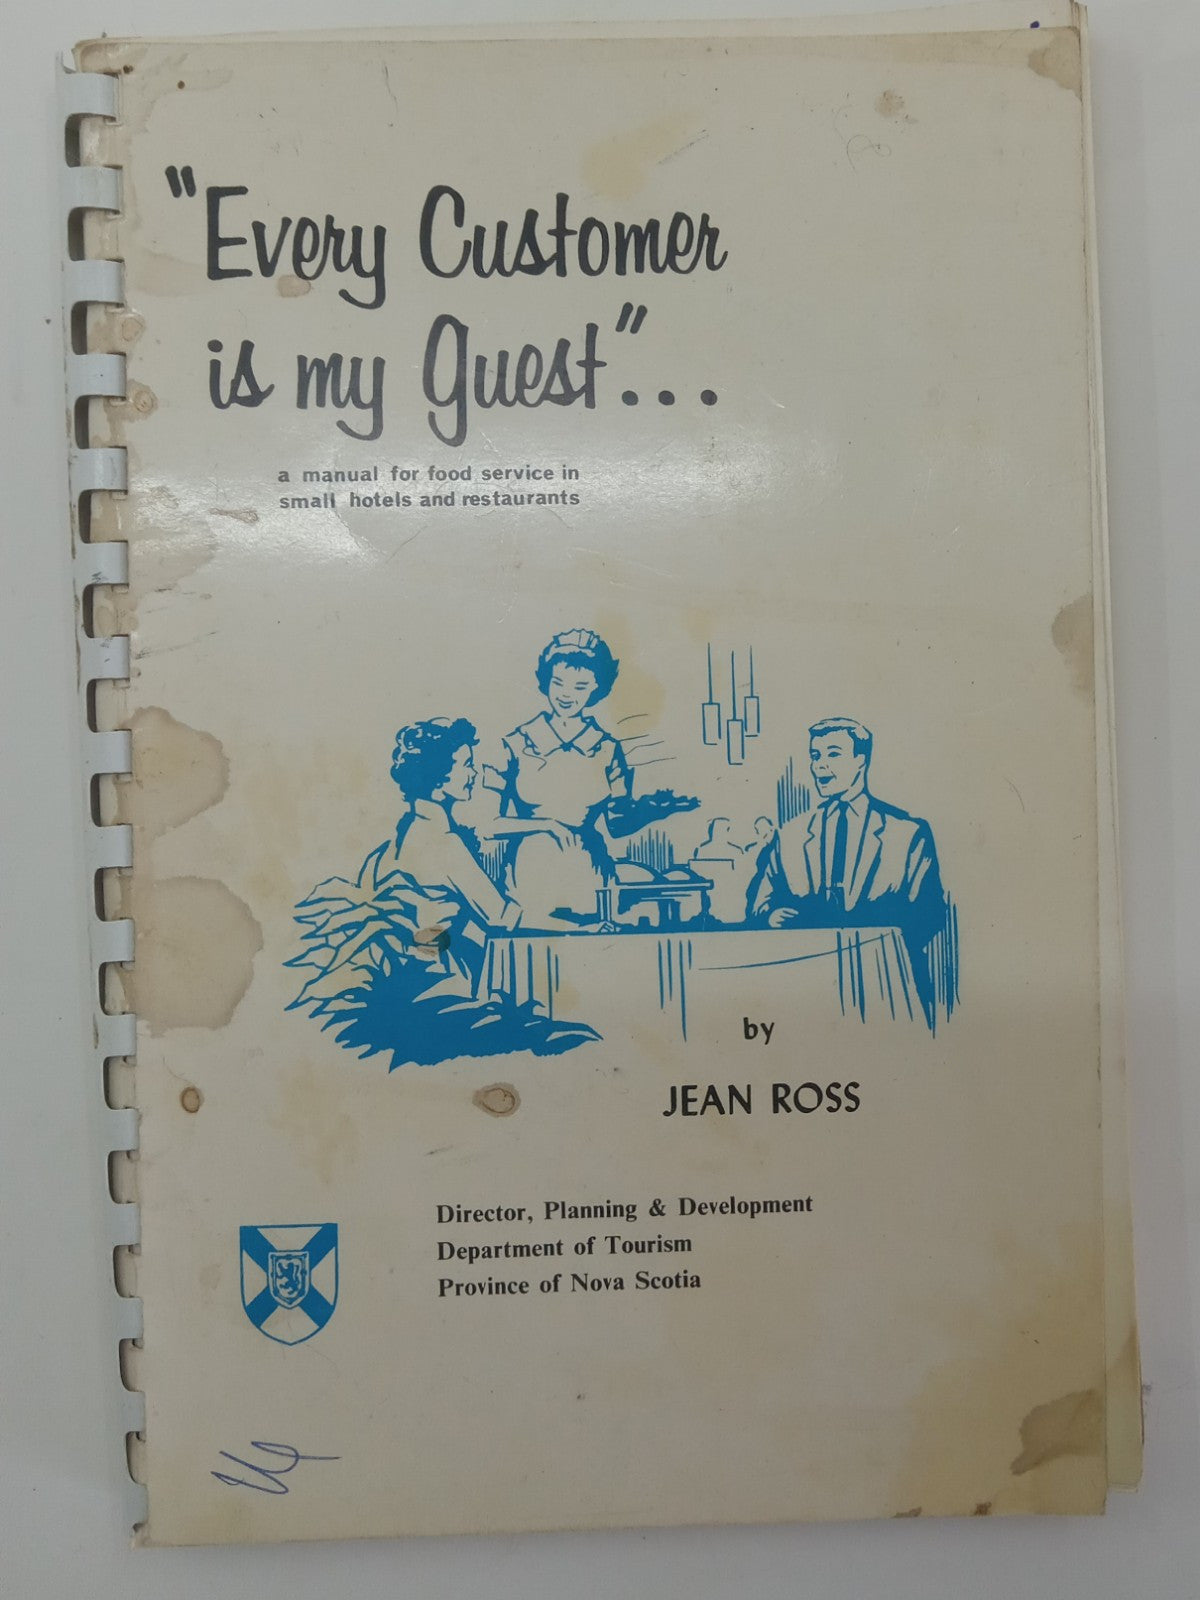 "Every Customer
is my guest"...
a manual for food service in
small hotels and restaurants
by
JEAN ROSS
Director, Planning & Development
Department of Tourism
Province of Nova Scotia